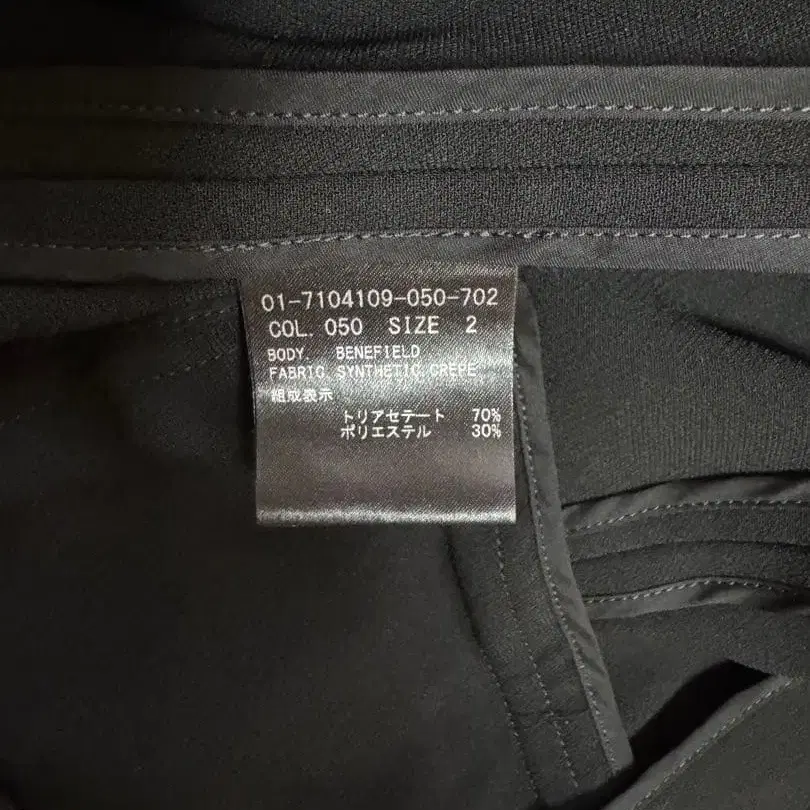 01-7104109-050-702
COL. 050 SIZE 2
BODY. BENEFIELD
FABRIC. SYNTHETIC CREPE
組成表示
トリアセテート 70%
ポリエステル 30%